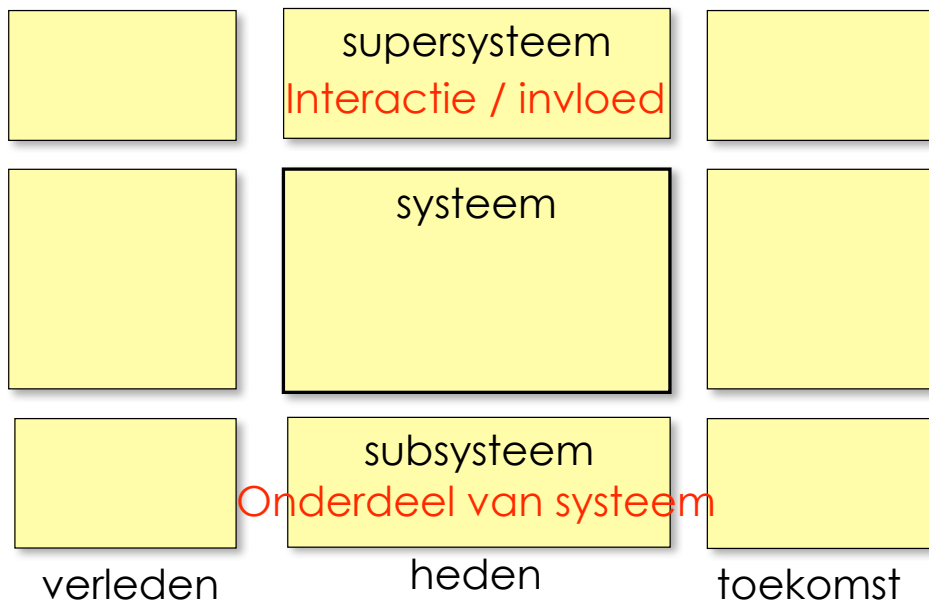 supersysteem
Interactie / invloed
systeem
subsysteem
Onderdeel van systeem
verleden
heden
toekomst